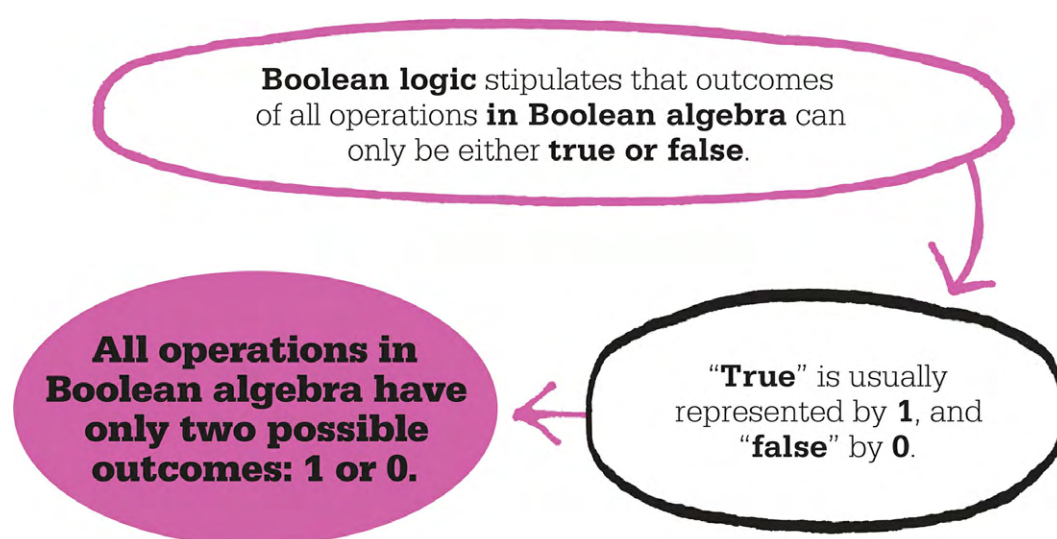 Boolean logic stipulates that outcomes
of all operations in Boolean algebra can
only be either true or false.
“True” is usually
represented by 1, and
“false” by 0.
All operations in
Boolean algebra have
only two possible
outcomes: 1 or 0.